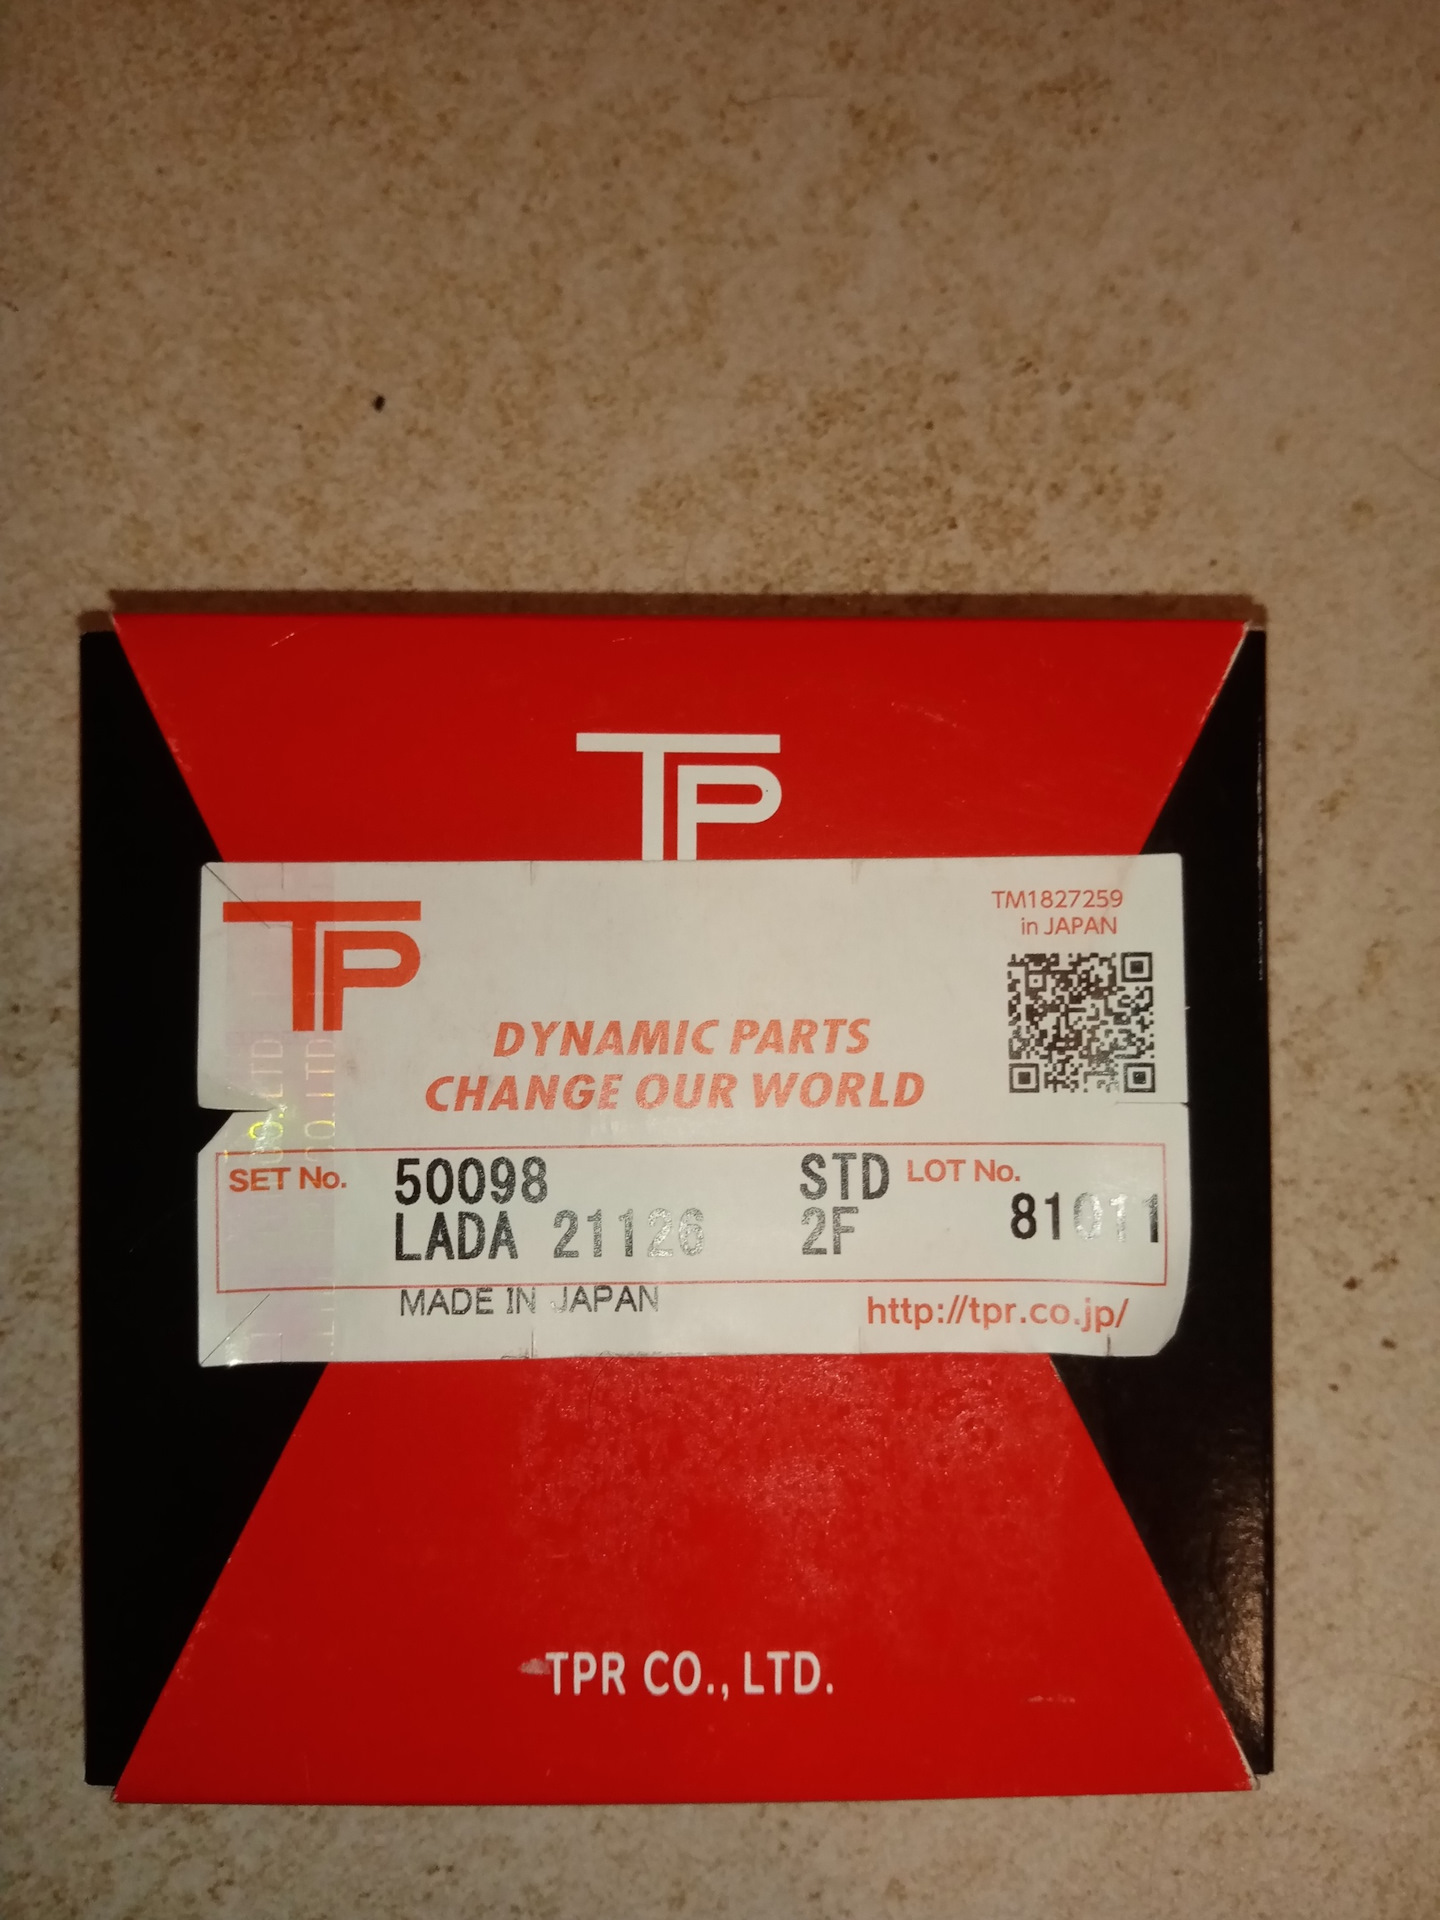 TP
TP
TM1827259
in JAPAN
DYNAMIC PARTS
CHANGE OUR WORLD
SET No. 50098 STD LOT No.
LADA 21126 2F 81011
MADE IN JAPAN http://tpr.co.jp/
TPR CO., LTD.